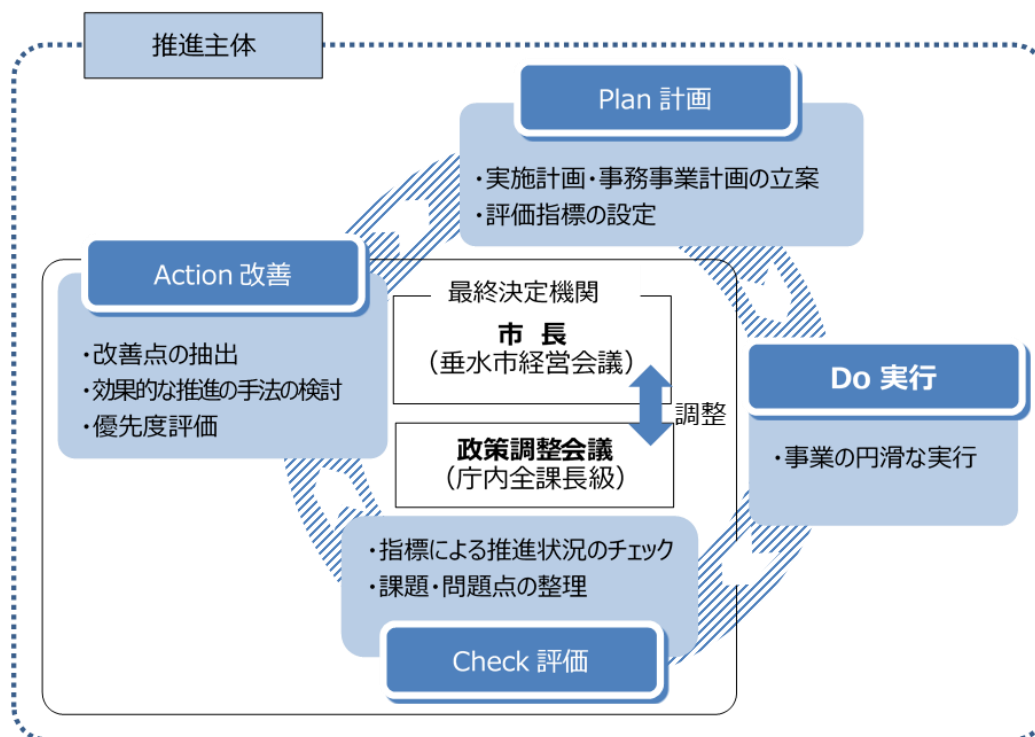 推進主体
Plan 計画
・実施計画・事務事業計画の立案
・評価指標の設定
Action 改善
・改善点の抽出
・効果的な推進の手法の検討
・優先度評価
最終決定機関
市 長
（垂水市経営会議）
調整
政策調整会議
（庁内全課長級）
Do 実行
・事業の円滑な実行
・指標による推進状況のチェック
・課題・問題点の整理
Check 評価